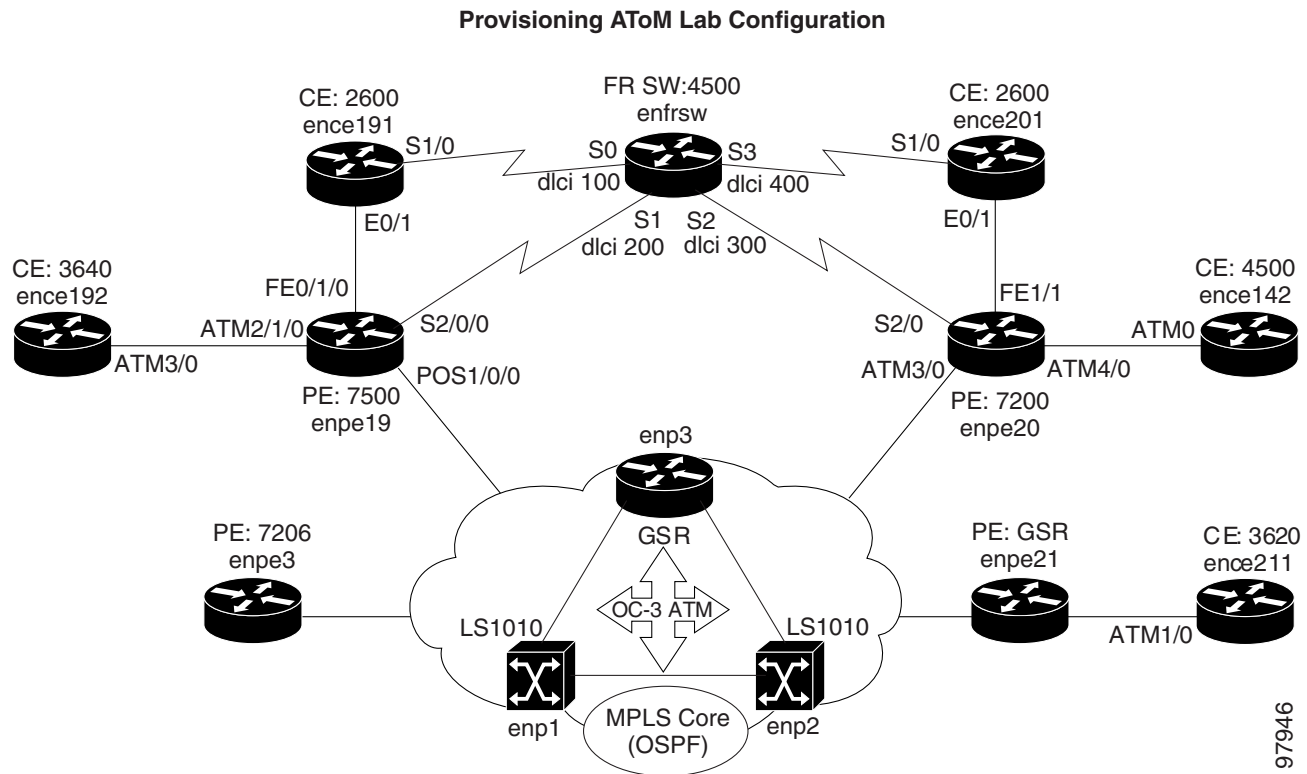 Provisioning AToM Lab Configuration
FR SW:4500
enfrsw
CE: 2600
ence191
CE: 2600
ence201
S1/0
S0
S3
S1/0
dlci 100
dlci 400
E0/1
S1
S2
E0/1
dlci 200
dlci 300
CE: 3640
ence192
FE0/1/0
FE1/1
CE: 4500
ence142
ATM2/1/0
S2/0/0
S2/0
ATM0
ATM3/0
POS1/0/0
ATM3/0
ATM4/0
PE: 7500
enpe19
PE: 7200
enpe20
enp3
GSR
PE: 7206
enpe3
PE: GSR
enpe21
CE: 3620
ence211
OC-3 ATM
LS1010
LS1010
ATM1/0
enp1
enp2
MPLS Core
(OSPF)
97946